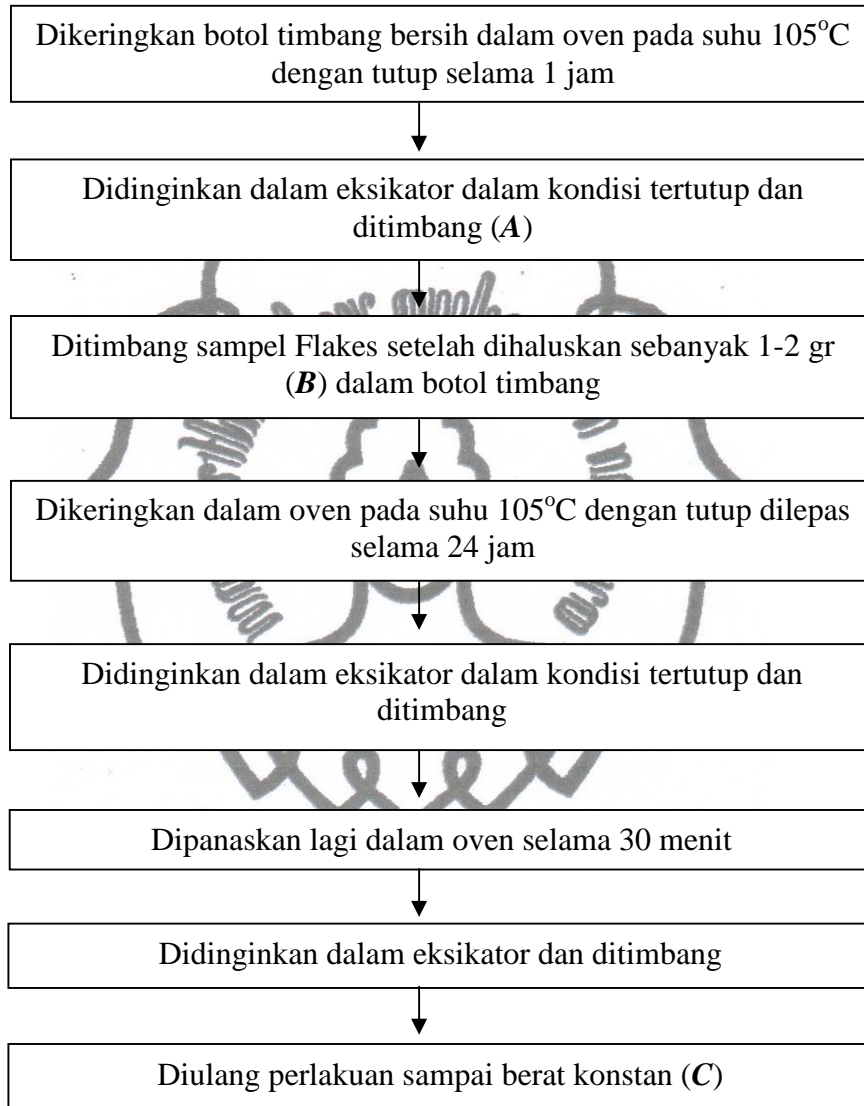 Dikeringkan botol timbang bersih dalam oven pada suhu 105°C
dengan tutup selama 1 jam
Didinginkan dalam eksikator dalam kondisi tertutup dan
ditimbang (A)
Ditimbang sampel Flakes setelah dihaluskan sebanyak 1-2 gr
(B) dalam botol timbang
Dikeringkan dalam oven pada suhu 105°C dengan tutup dilepas
selama 24 jam
Didinginkan dalam eksikator dalam kondisi tertutup dan
ditimbang
Dipanaskan lagi dalam oven selama 30 menit
Didinginkan dalam eksikator dan ditimbang
Diulang perlakuan sampai berat konstan (C)